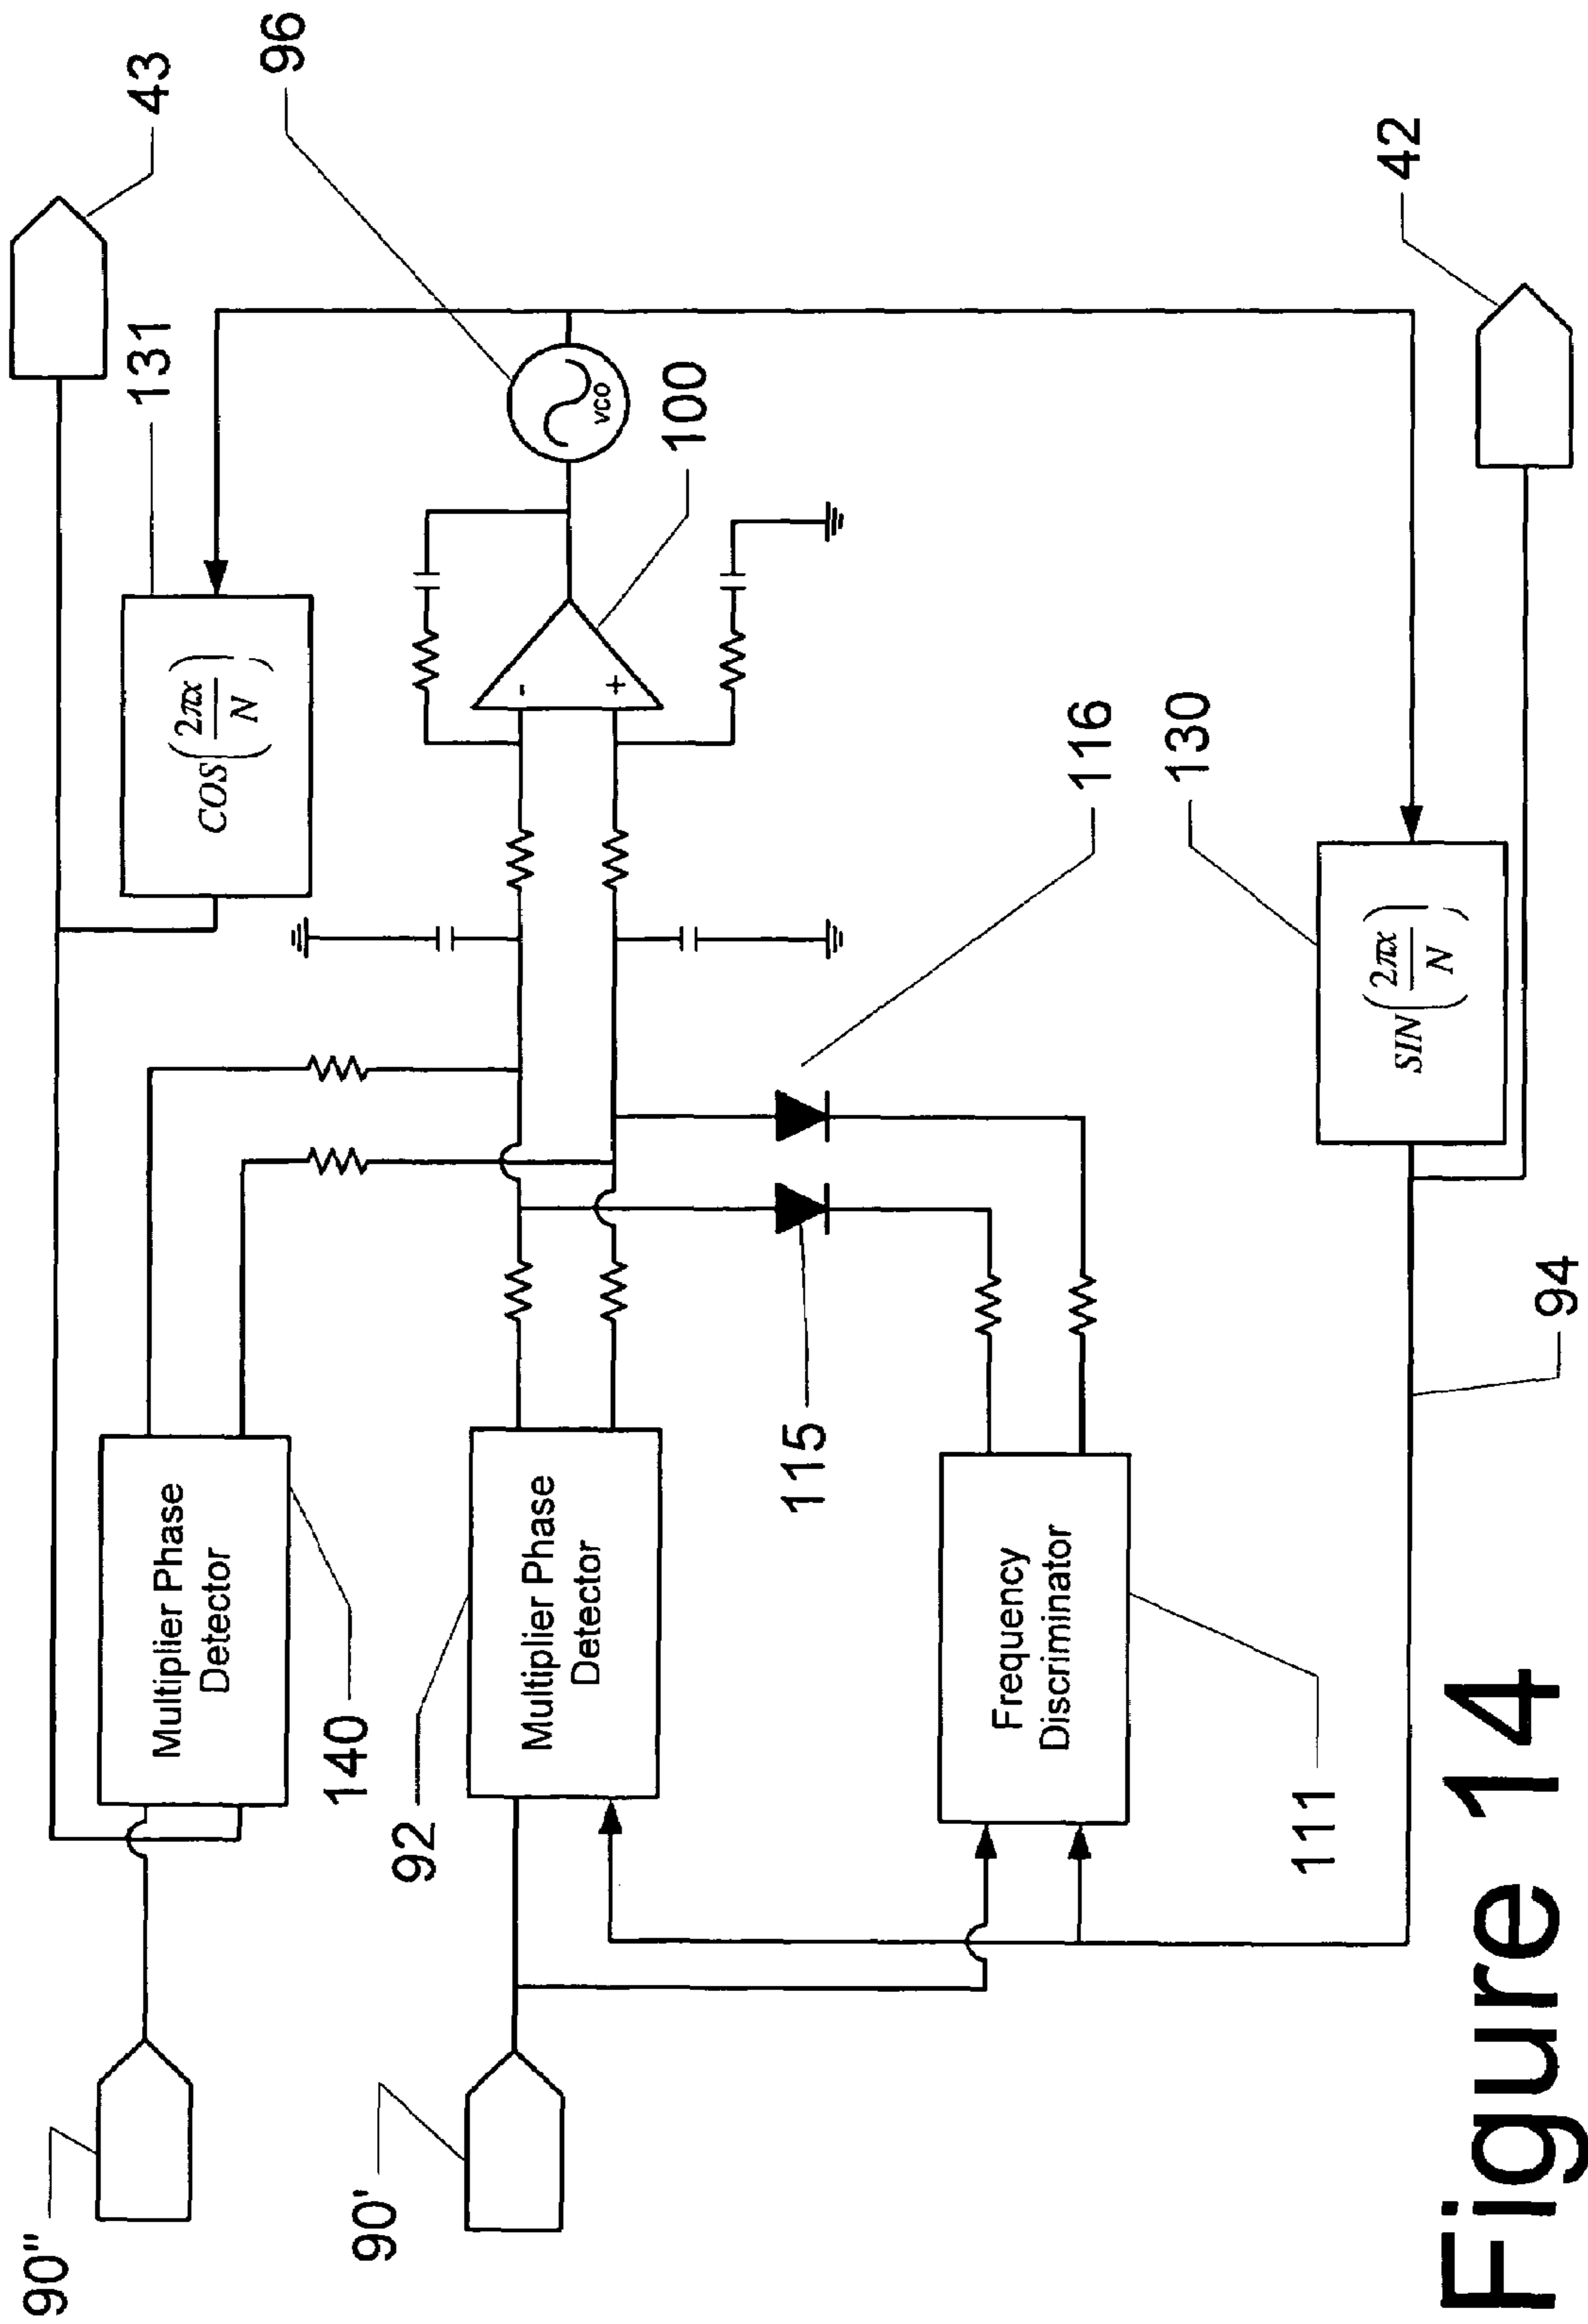 90"
43
131
COS(2πx/N)
96
Multiplier Phase
Detector
140
VCO
100
-
+
90'
92
Multiplier Phase
Detector
115
116
Frequency
Discriminator
111
130
SIN(2πx/N)
42
94
Figure 14